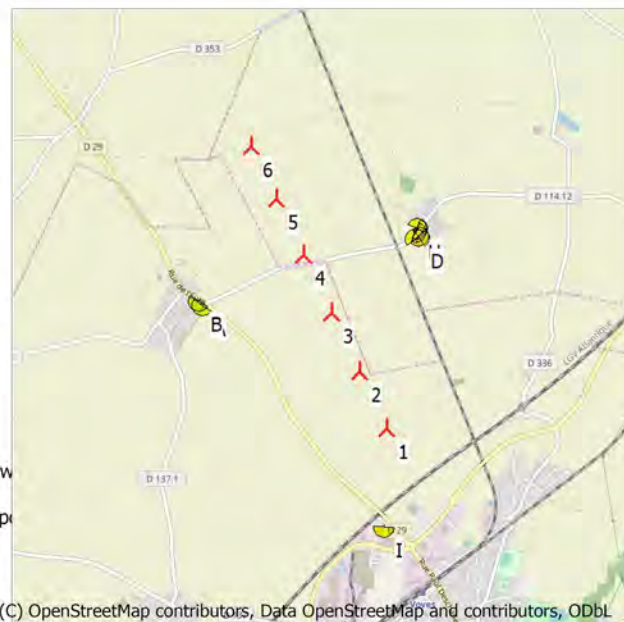 D 353
D 29
6
5
D 114.12
D
4
B
3
LGV Atlantique
D 336
2
1
D 137.1
D 29
I
Voves
(C) OpenStreetMap contributors, Data OpenStreetMap and contributors, ODbL